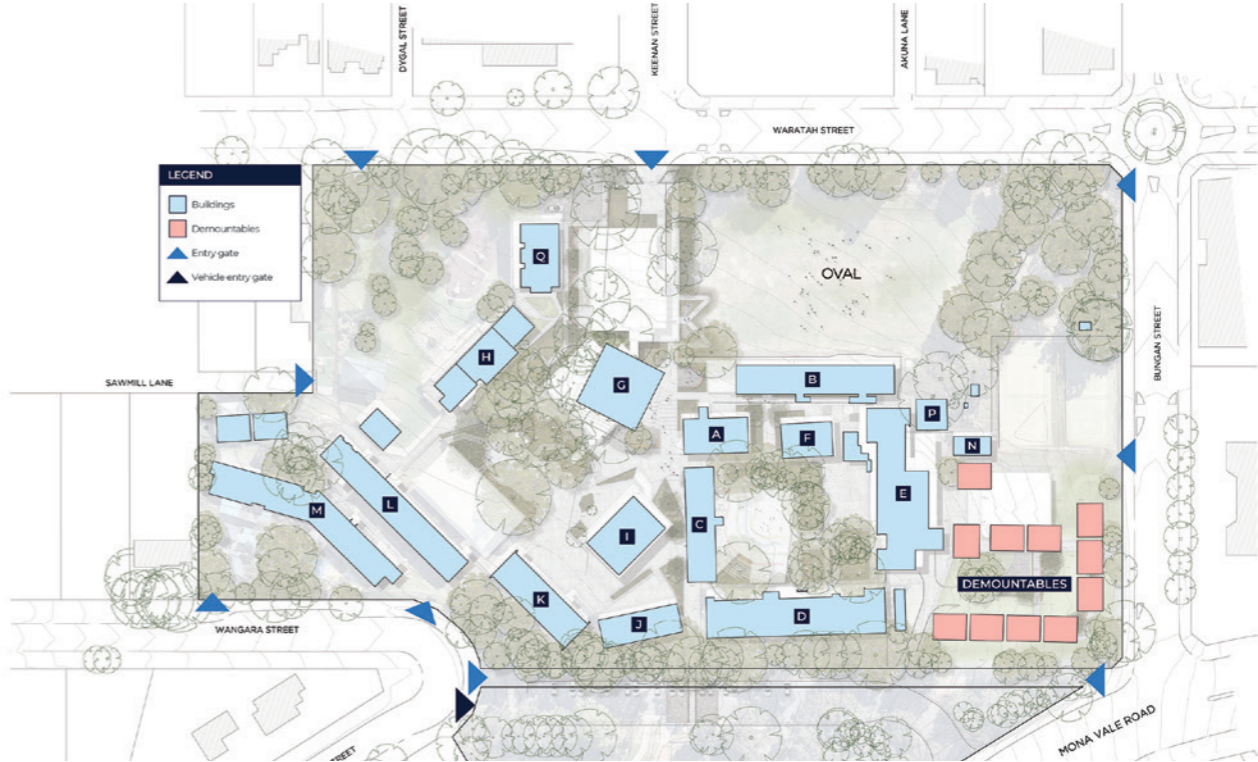 DYGAL STREET
KEENAN STREET
AKUNA LANE
WARATAH STREET
LEGEND
Buildings
Demountables
Entry gate
Vehicle entry gate
Q
OVAL
BUNGAN STREET
H
SAWMILL LANE
G
B
P
A
F
N
L
E
M
C
I
DEMOUNTABLES
K
D
J
WANGARA STREET
MONA VALE ROAD
STREET